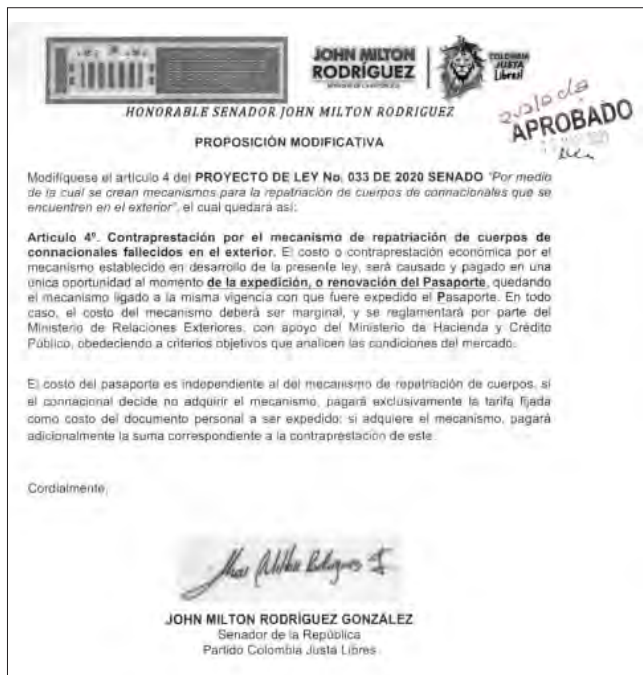 JOHN MILTON
RODRÍGUEZ
COLOMBIA
JUSTA
Libres!
HONORABLE SENADOR JOHN MILTON RODRIGUEZ
APROBADO
PROPOSICIÓN MODIFICATIVA
Modifíquese el artículo 4 del PROYECTO DE LEY No. 033 DE 2020 SENADO "Por medio
de la cual se crean mecanismos para la repatriación de cuerpos de connacionales que se
encuentren en el exterior", el cual quedará así:
Artículo 4º. Contraprestación por el mecanismo de repatriación de cuerpos de
connacionales fallecidos en el exterior. El costo o contraprestación económica por el
mecanismo establecido en desarrollo de la presente ley, será causado y pagado en una
única oportunidad al momento de la expedición, o renovación del Pasaporte, quedando
el mecanismo ligado a la misma vigencia con que fuere expedido el Pasaporte. En todo
caso, el costo del mecanismo deberá ser marginal, y se reglamentará por parte del
Ministerio de Relaciones Exteriores, con apoyo del Ministerio de Hacienda y Crédito
Público, obedeciendo a criterios objetivos que analicen las condiciones del mercado.
El costo del pasaporte es independiente al del mecanismo de repatriación de cuerpos, si
el connacional decide no adquirir el mecanismo, pagará exclusivamente la tarifa fijada
como costo del documento personal a ser expedido; si adquiere el mecanismo, pagará
adicionalmente la suma correspondiente a la contraprestación de este.
Cordialmente,
JOHN MILTON RODRÍGUEZ GONZÁLEZ
Senador de la República
Partido Colombia Justa Libres